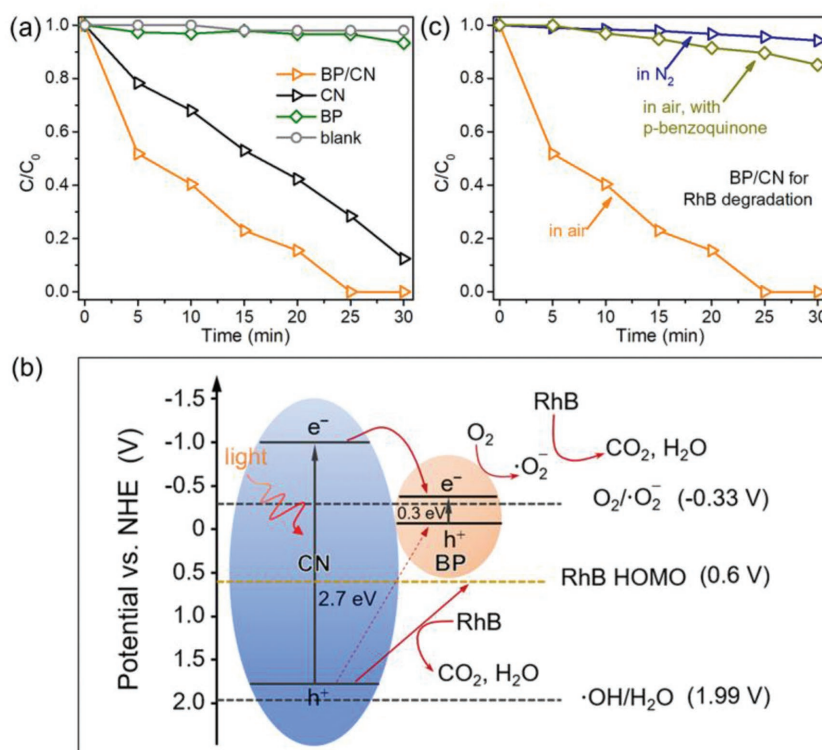 (a)
1.0
0.8
0.6
0.4
0.2
0.0
C/C₀
0 5 10 15 20 25 30
Time (min)
BP/CN
CN
BP
blank
(c)
1.0
0.8
0.6
0.4
0.2
0.0
C/C₀
0 5 10 15 20 25 30
Time (min)
in N₂
in air, with
p-benzoquinone
BP/CN for
RhB degradation
in air
(b)
Potential vs. NHE (V)
-1.5
-1.0
-0.5
0
0.5
1.0
1.5
2.0
light
e⁻
CN
2.7 eV
h⁺
e⁻
0.3 eV
h⁺
BP
O₂
·O₂⁻
RhB
CO₂, H₂O
O₂/·O₂⁻ (-0.33 V)
RhB HOMO (0.6 V)
RhB
CO₂, H₂O
·OH/H₂O (1.99 V)